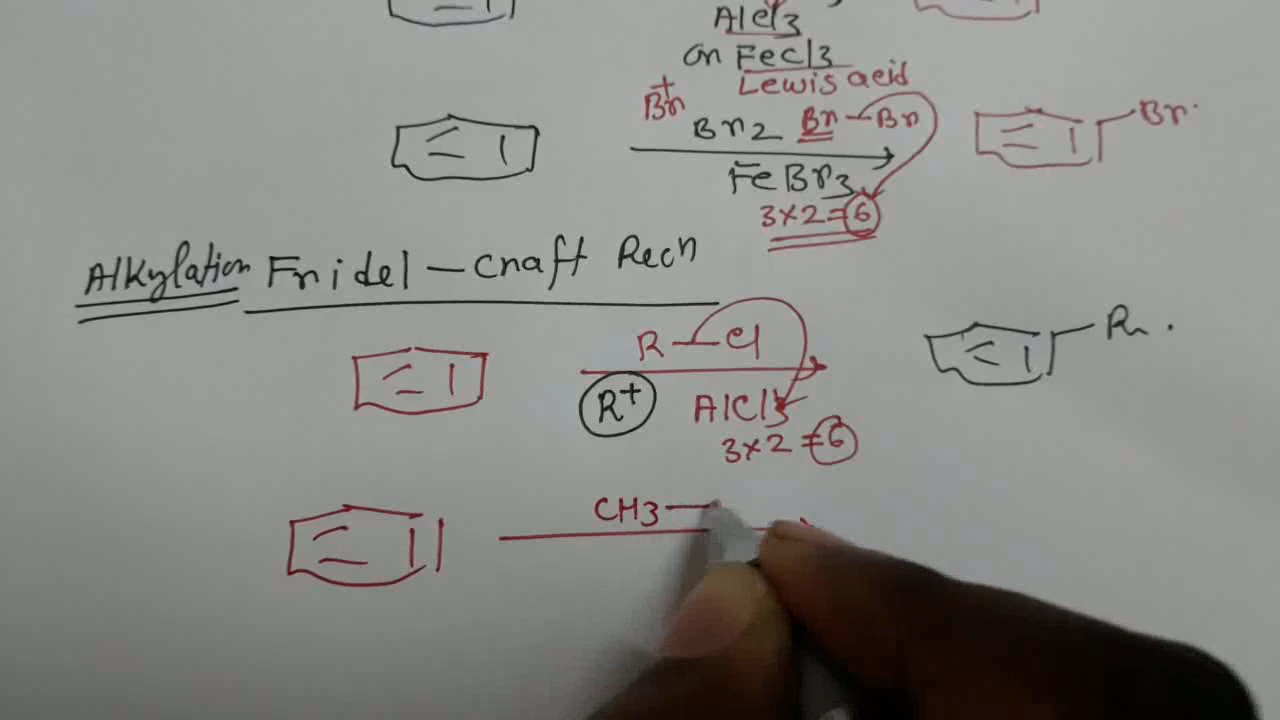 AlCl3
on FeCl3
Lewis acid
Br+
Br2 Br—Br
Br.
FeBr3
3×2=6
Alkylation Fridel-craft Recn
R—Cl
R.
R+ AlCl3
3×2=6
CH3—